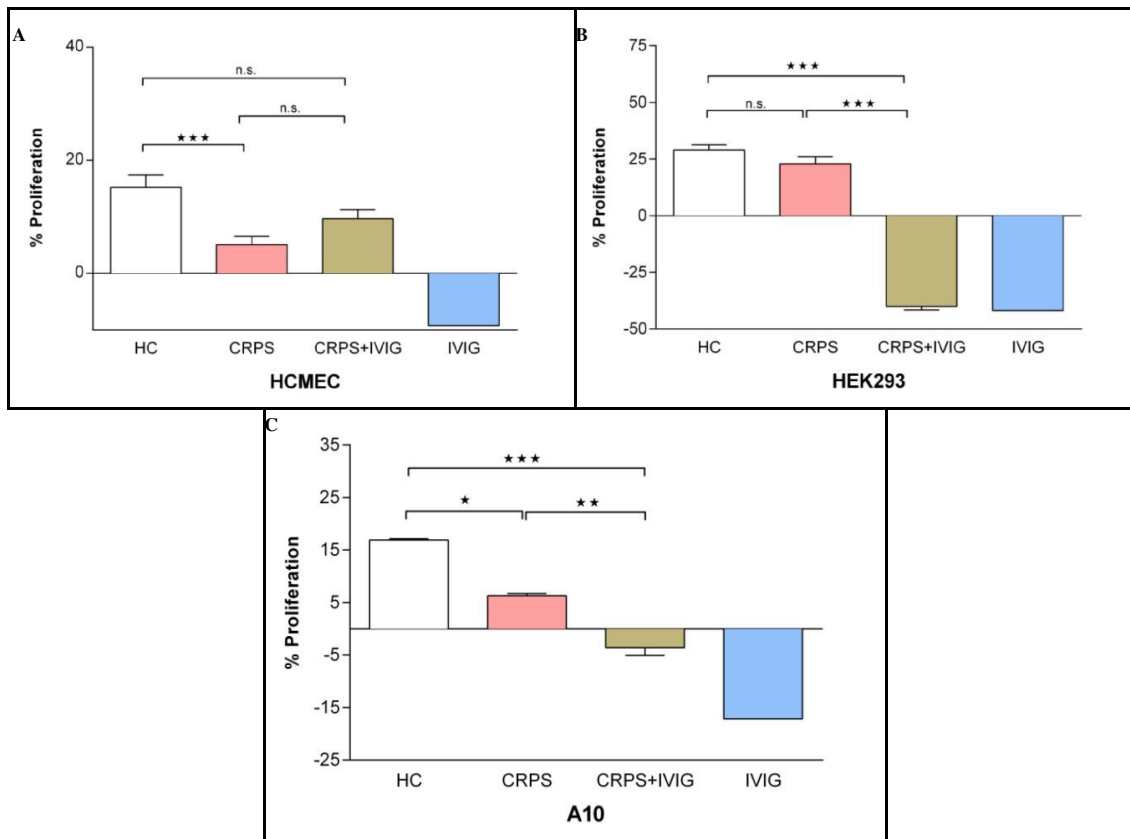 A
% Proliferation
40
20
0
n.s.
n.s.
★★★
HC CRPS CRPS+IVIG IVIG
HCMEC
B
% Proliferation
75
50
25
0
-25
-50
★★★
n.s. ★★★
HC CRPS CRPS+IVIG IVIG
HEK293
C
% Proliferation
35
25
15
5
-5
-15
-25
★★★
★ ★★
HC CRPS CRPS+IVIG IVIG
A10